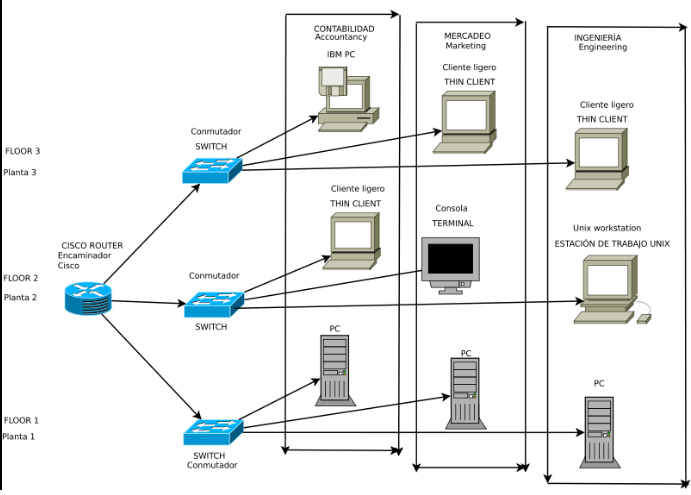 CONTABILIDAD
Accountancy
IBM PC
MERCADEO
Marketing
Cliente ligero
THIN CLIENT
INGENIERÍA
Engineering
Cliente ligero
THIN CLIENT
Conmutador
SWITCH
FLOOR 3
Planta 3
Cliente ligero
THIN CLIENT
Consola
TERMINAL
Unix workstation
ESTACIÓN DE TRABAJO UNIX
CISCO ROUTER
Encaminador
Cisco
FLOOR 2
Planta 2
Conmutador
SWITCH
PC
PC
PC
FLOOR 1
Planta 1
SWITCH
Conmutador